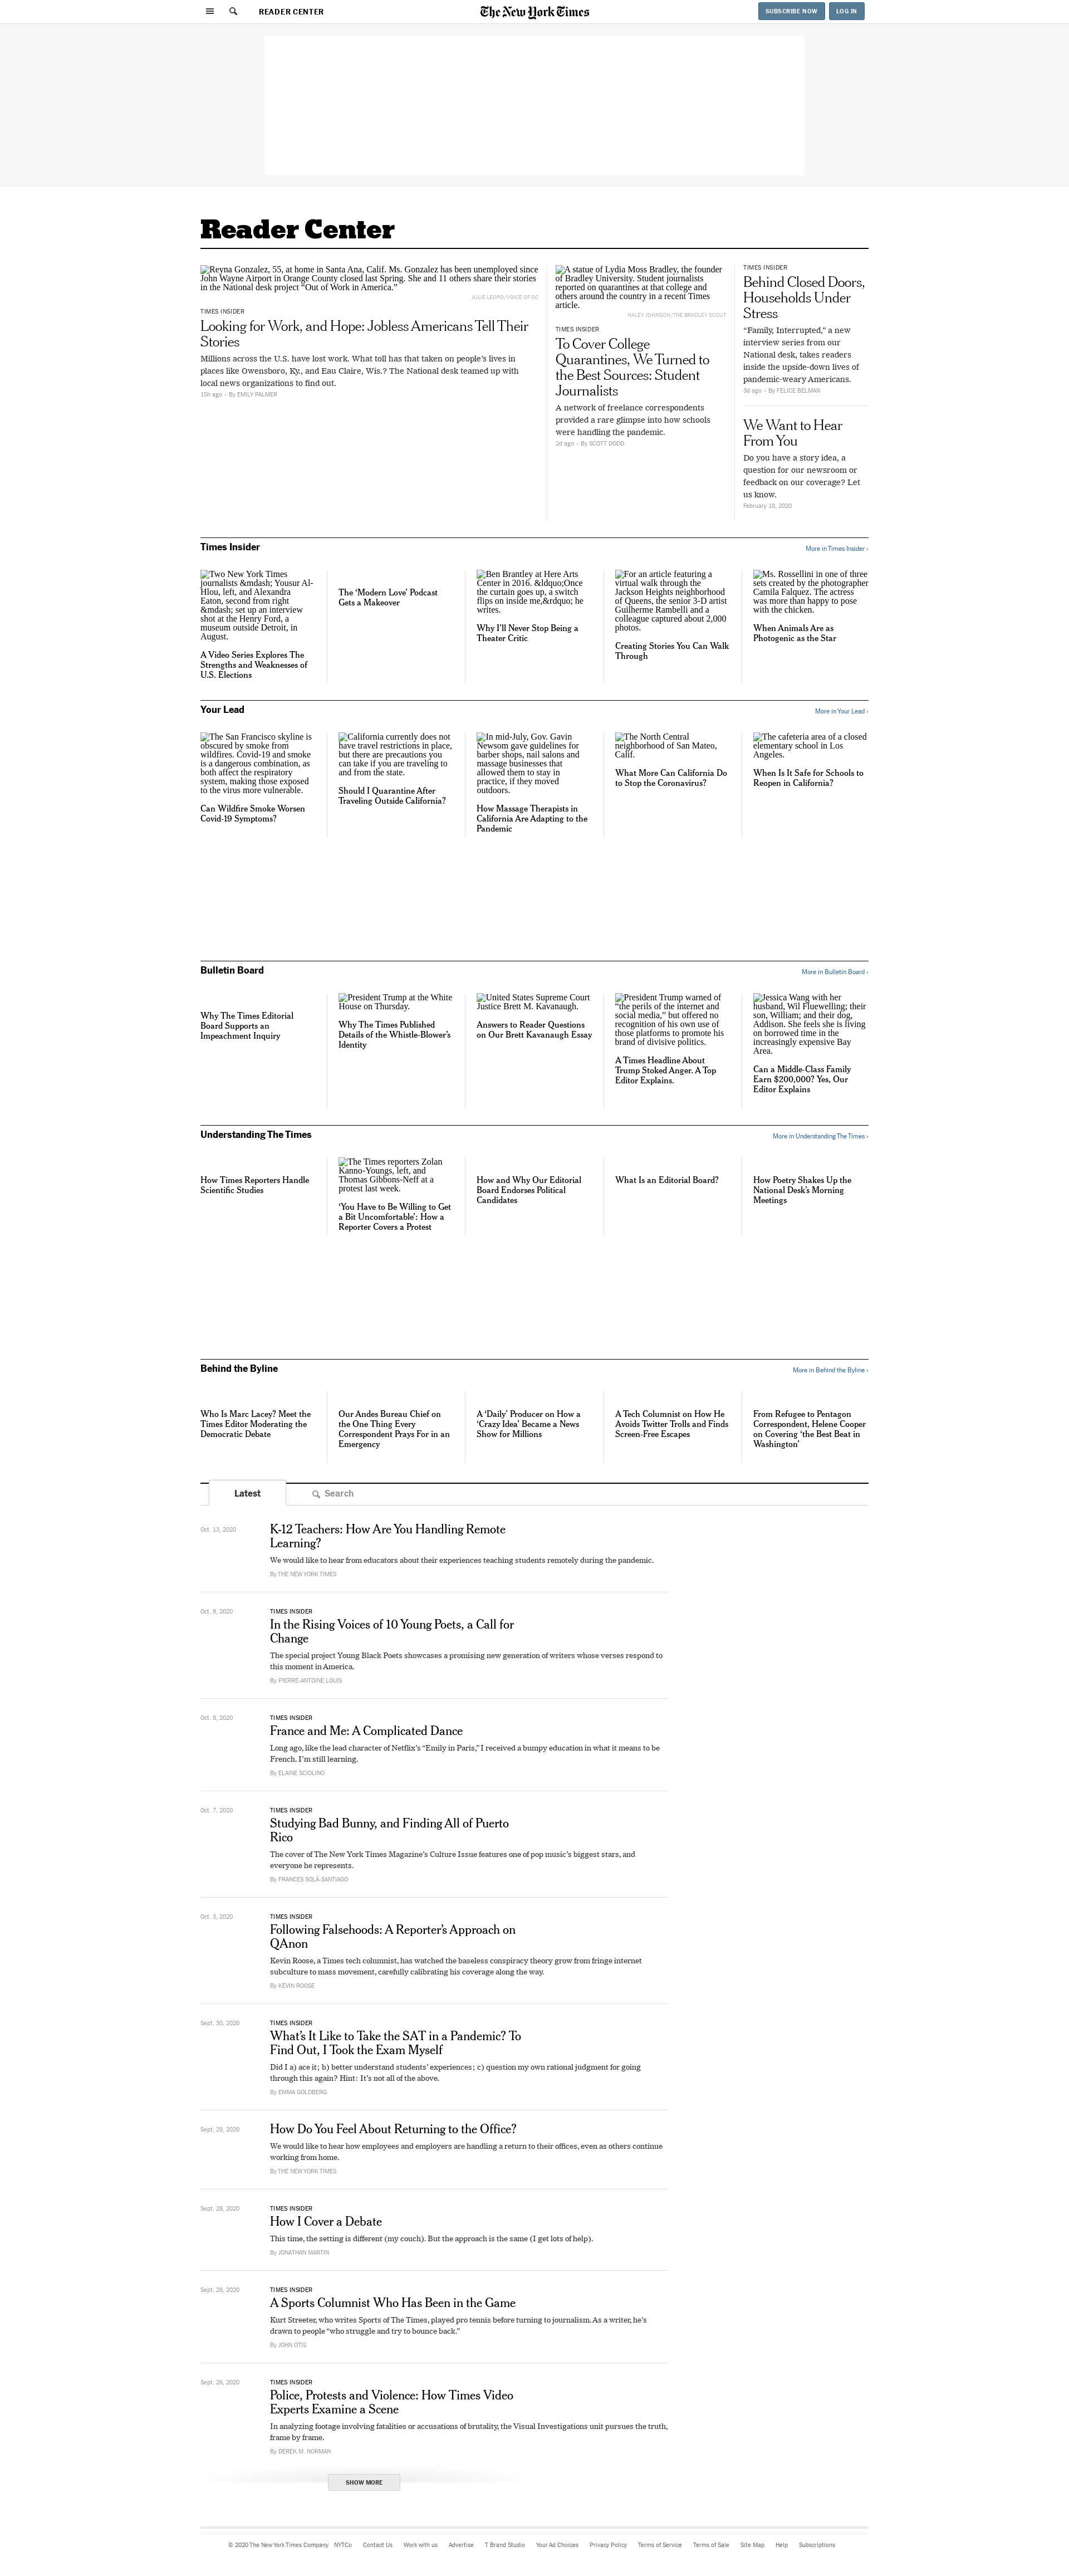 READER CENTER
The New York Times
SUBSCRIBE NOW
LOG IN
Reader Center
Reyna Gonzalez, 55, at home in Santa Ana, Calif. Ms. Gonzalez has been unemployed since
John Wayne Airport in Orange County closed last Spring. She and 11 others share their stories
in the National desk project “Out of Work in America.”
JULIE LEOPO/VOICE OF OC
TIMES INSIDER
Looking for Work, and Hope: Jobless Americans Tell Their
Stories
Millions across the U.S. have lost work. What toll has that taken on people’s lives in
places like Owensboro, Ky., and Eau Claire, Wis.? The National desk teamed up with
local news organizations to find out.
15h ago · By EMILY PALMER
A statue of Lydia Moss Bradley, the founder
of Bradley University. Student journalists
reported on quarantines at that college and
others around the country in a recent Times
article.
HALEY JOHNSON/THE BRADLEY SCOUT
TIMES INSIDER
To Cover College
Quarantines, We Turned to
the Best Sources: Student
Journalists
A network of freelance correspondents
provided a rare glimpse into how schools
were handling the pandemic.
2d ago · By SCOTT DODD
TIMES INSIDER
Behind Closed Doors,
Households Under
Stress
“Family, Interrupted,” a new
interview series from our
National desk, takes readers
inside the upside-down lives of
pandemic-weary Americans.
3d ago · By FELICE BELMAN
We Want to Hear
From You
Do you have a story idea, a
question for our newsroom or
feedback on our coverage? Let
us know.
February 18, 2020
Times Insider
More in Times Insider ›
Two New York Times
journalists &mdash; Yousur Al-
Hlou, left, and Alexandra
Eaton, second from right
&mdash; set up an interview
shot at the Henry Ford, a
museum outside Detroit, in
August.
A Video Series Explores The
Strengths and Weaknesses of
U.S. Elections
The ‘Modern Love’ Podcast
Gets a Makeover
Ben Brantley at Here Arts
Center in 2016. &ldquo;Once
the curtain goes up, a switch
flips on inside me,&rdquo; he
writes.
Why I’ll Never Stop Being a
Theater Critic
For an article featuring a
virtual walk through the
Jackson Heights neighborhood
of Queens, the senior 3-D artist
Guilherme Rambelli and a
colleague captured about 2,000
photos.
Creating Stories You Can Walk
Through
Ms. Rossellini in one of three
sets created by the photographer
Camila Falquez. The actress
was more than happy to pose
with the chicken.
When Animals Are as
Photogenic as the Star
Your Lead
More in Your Lead ›
The San Francisco skyline is
obscured by smoke from
wildfires. Covid-19 and smoke
is a dangerous combination, as
both affect the respiratory
system, making those exposed
to the virus more vulnerable.
Can Wildfire Smoke Worsen
Covid-19 Symptoms?
California currently does not
have travel restrictions in place,
but there are precautions you
can take if you are traveling to
and from the state.
Should I Quarantine After
Traveling Outside California?
In mid-July, Gov. Gavin
Newsom gave guidelines for
barber shops, nail salons and
massage businesses that
allowed them to stay in
practice, if they moved
outdoors.
How Massage Therapists in
California Are Adapting to the
Pandemic
The North Central
neighborhood of San Mateo,
Calif.
What More Can California Do
to Stop the Coronavirus?
The cafeteria area of a closed
elementary school in Los
Angeles.
When Is It Safe for Schools to
Reopen in California?
Bulletin Board
More in Bulletin Board ›
Why The Times Editorial
Board Supports an
Impeachment Inquiry
President Trump at the White
House on Thursday.
Why The Times Published
Details of the Whistle-Blower’s
Identity
United States Supreme Court
Justice Brett M. Kavanaugh.
Answers to Reader Questions
on Our Brett Kavanaugh Essay
President Trump warned of
“the perils of the internet and
social media,” but offered no
recognition of his own use of
those platforms to promote his
brand of divisive politics.
A Times Headline About
Trump Stoked Anger. A Top
Editor Explains.
Jessica Wang with her
husband, Wil Fluewelling; their
son, William; and their dog,
Addison. She feels she is living
on borrowed time in the
increasingly expensive Bay
Area.
Can a Middle-Class Family
Earn $200,000? Yes, Our
Editor Explains
Understanding The Times
More in Understanding The Times ›
How Times Reporters Handle
Scientific Studies
The Times reporters Zolan
Kanno-Youngs, left, and
Thomas Gibbons-Neff at a
protest last week.
‘You Have to Be Willing to Get
a Bit Uncomfortable’: How a
Reporter Covers a Protest
How and Why Our Editorial
Board Endorses Political
Candidates
What Is an Editorial Board?
How Poetry Shakes Up the
National Desk’s Morning
Meetings
Behind the Byline
More in Behind the Byline ›
Who Is Marc Lacey? Meet the
Times Editor Moderating the
Democratic Debate
Our Andes Bureau Chief on
the One Thing Every
Correspondent Prays For in an
Emergency
A ‘Daily’ Producer on How a
‘Crazy Idea’ Became a News
Show for Millions
A Tech Columnist on How He
Avoids Twitter Trolls and Finds
Screen-Free Escapes
From Refugee to Pentagon
Correspondent, Helene Cooper
on Covering ‘the Best Beat in
Washington’
Latest
Search
Oct. 13, 2020
K-12 Teachers: How Are You Handling Remote
Learning?
We would like to hear from educators about their experiences teaching students remotely during the pandemic.
By THE NEW YORK TIMES
Oct. 9, 2020
TIMES INSIDER
In the Rising Voices of 10 Young Poets, a Call for
Change
The special project Young Black Poets showcases a promising new generation of writers whose verses respond to
this moment in America.
By PIERRE-ANTOINE LOUIS
Oct. 8, 2020
TIMES INSIDER
France and Me: A Complicated Dance
Long ago, like the lead character of Netflix’s “Emily in Paris,” I received a bumpy education in what it means to be
French. I’m still learning.
By ELAINE SCIOLINO
Oct. 7, 2020
TIMES INSIDER
Studying Bad Bunny, and Finding All of Puerto
Rico
The cover of The New York Times Magazine’s Culture Issue features one of pop music’s biggest stars, and
everyone he represents.
By FRANCES SOLÁ-SANTIAGO
Oct. 3, 2020
TIMES INSIDER
Following Falsehoods: A Reporter’s Approach on
QAnon
Kevin Roose, a Times tech columnist, has watched the baseless conspiracy theory grow from fringe internet
subculture to mass movement, carefully calibrating his coverage along the way.
By KEVIN ROOSE
Sept. 30, 2020
TIMES INSIDER
What’s It Like to Take the SAT in a Pandemic? To
Find Out, I Took the Exam Myself
Did I a) ace it; b) better understand students’ experiences; c) question my own rational judgment for going
through this again? Hint: It’s not all of the above.
By EMMA GOLDBERG
Sept. 29, 2020
How Do You Feel About Returning to the Office?
We would like to hear how employees and employers are handling a return to their offices, even as others continue
working from home.
By THE NEW YORK TIMES
Sept. 28, 2020
TIMES INSIDER
How I Cover a Debate
This time, the setting is different (my couch). But the approach is the same (I get lots of help).
By JONATHAN MARTIN
Sept. 28, 2020
TIMES INSIDER
A Sports Columnist Who Has Been in the Game
Kurt Streeter, who writes Sports of The Times, played pro tennis before turning to journalism. As a writer, he’s
drawn to people “who struggle and try to bounce back.”
By JOHN OTIS
Sept. 26, 2020
TIMES INSIDER
Police, Protests and Violence: How Times Video
Experts Examine a Scene
In analyzing footage involving fatalities or accusations of brutality, the Visual Investigations unit pursues the truth,
frame by frame.
By DEREK M. NORMAN
SHOW MORE
© 2020 The New York Times Company NYTCo Contact Us Work with us Advertise T Brand Studio Your Ad Choices Privacy Policy Terms of Service Terms of Sale Site Map Help Subscriptions